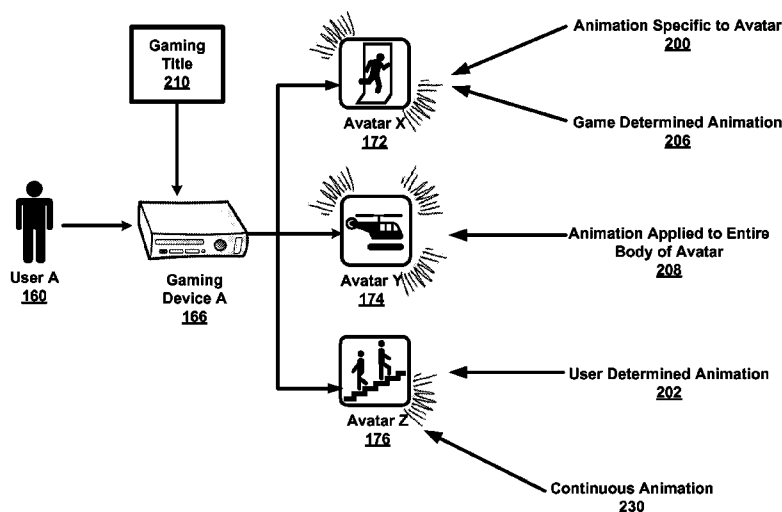 Gaming
Title
210
User A
160
Gaming
Device A
166
Avatar X
172
Avatar Y
174
Avatar Z
176
Animation Specific to Avatar
200
Game Determined Animation
206
Animation Applied to Entire
Body of Avatar
208
User Determined Animation
202
Continuous Animation
230